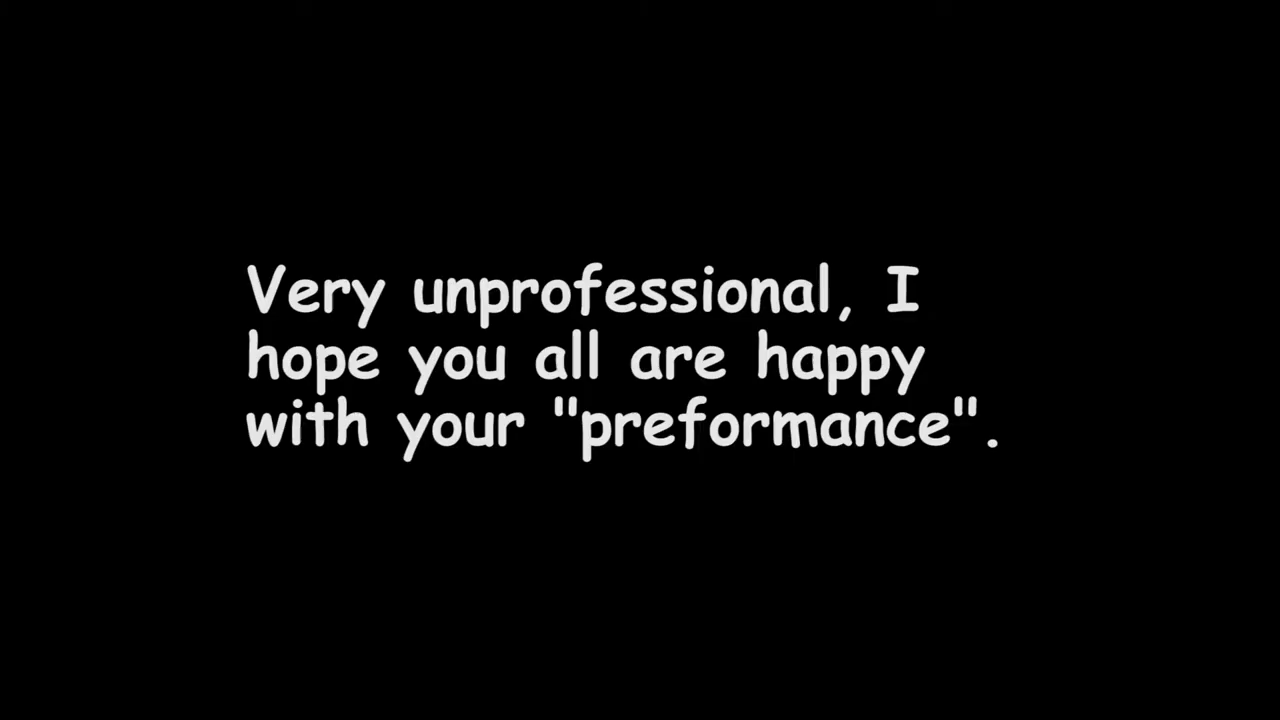 Very unprofessional, I
hope you all are happy
with your "preformance".